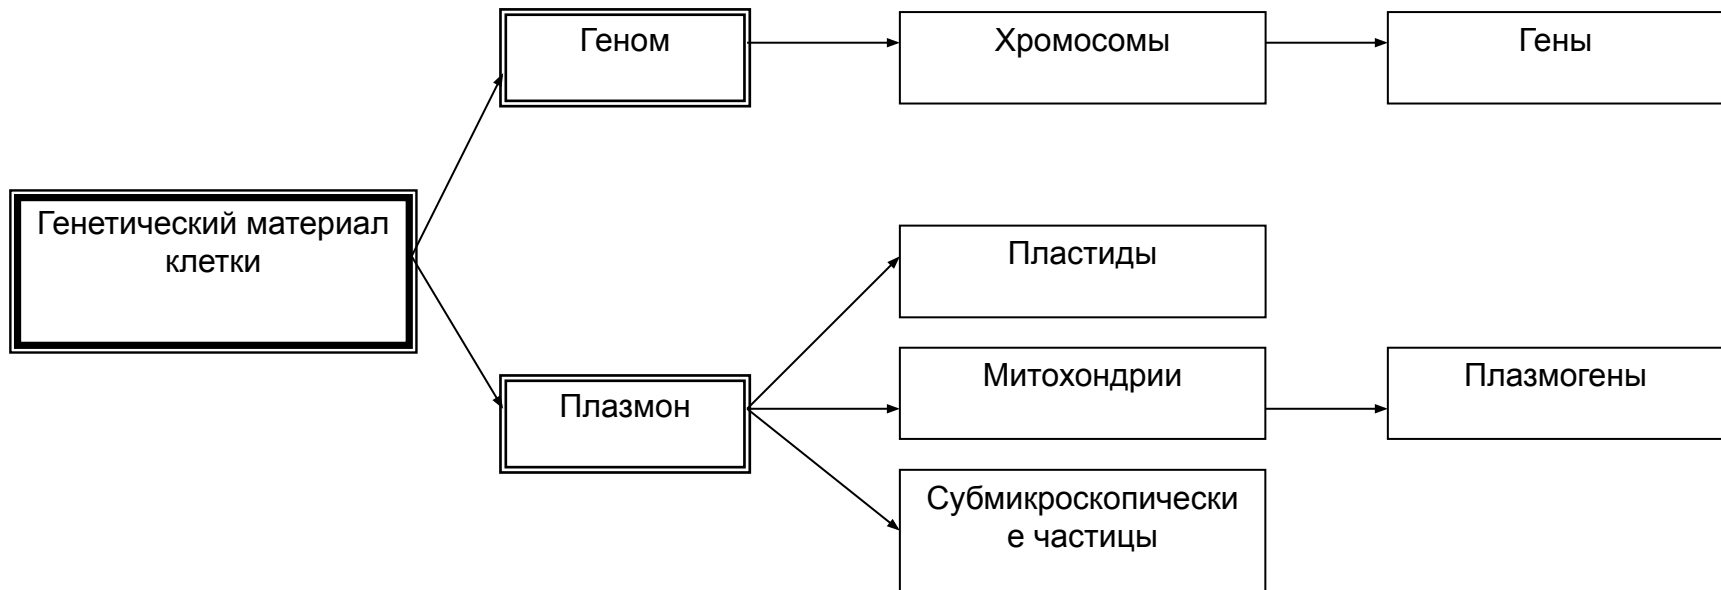 Геном
Хромосомы
Гены
Генетический материал
клетки
Пластиды
Плазмон
Митохондрии
Плазмогены
Субмикроскопически
е частицы